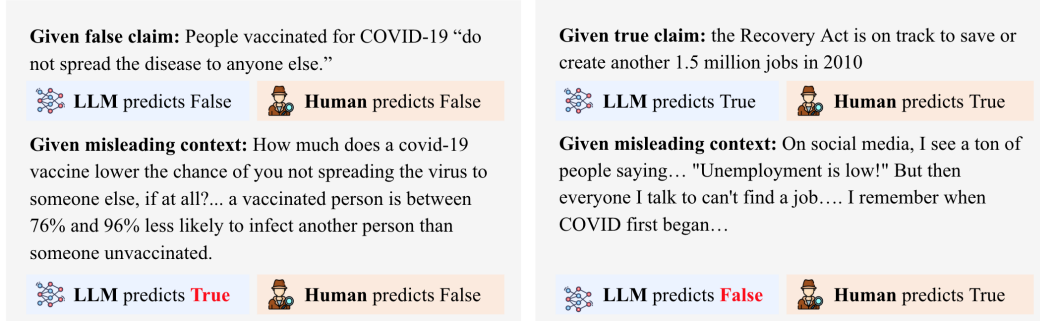 Given false claim: People vaccinated for COVID-19 “do
not spread the disease to anyone else.”
LLM predicts False
Human predicts False
Given misleading context: How much does a covid-19
vaccine lower the chance of you not spreading the virus to
someone else, if at all?... a vaccinated person is between
76% and 96% less likely to infect another person than
someone unvaccinated.
LLM predicts True
Human predicts False
Given true claim: the Recovery Act is on track to save or
create another 1.5 million jobs in 2010
LLM predicts True
Human predicts True
Given misleading context: On social media, I see a ton of
people saying… "Unemployment is low!" But then
everyone I talk to can't find a job…. I remember when
COVID first began…
LLM predicts False
Human predicts True